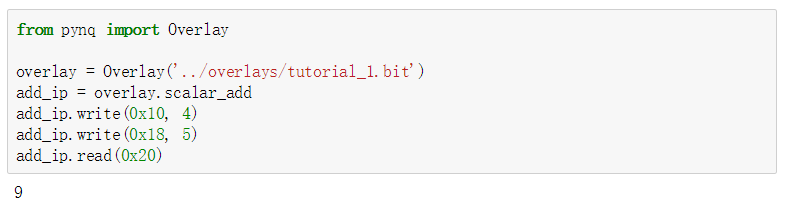 from pynq import Overlay
overlay = Overlay('../overlays/tutorial_1.bit')
add_ip = overlay.scalar_add
add_ip.write(0x10, 4)
add_ip.write(0x18, 5)
add_ip.read(0x20)
9